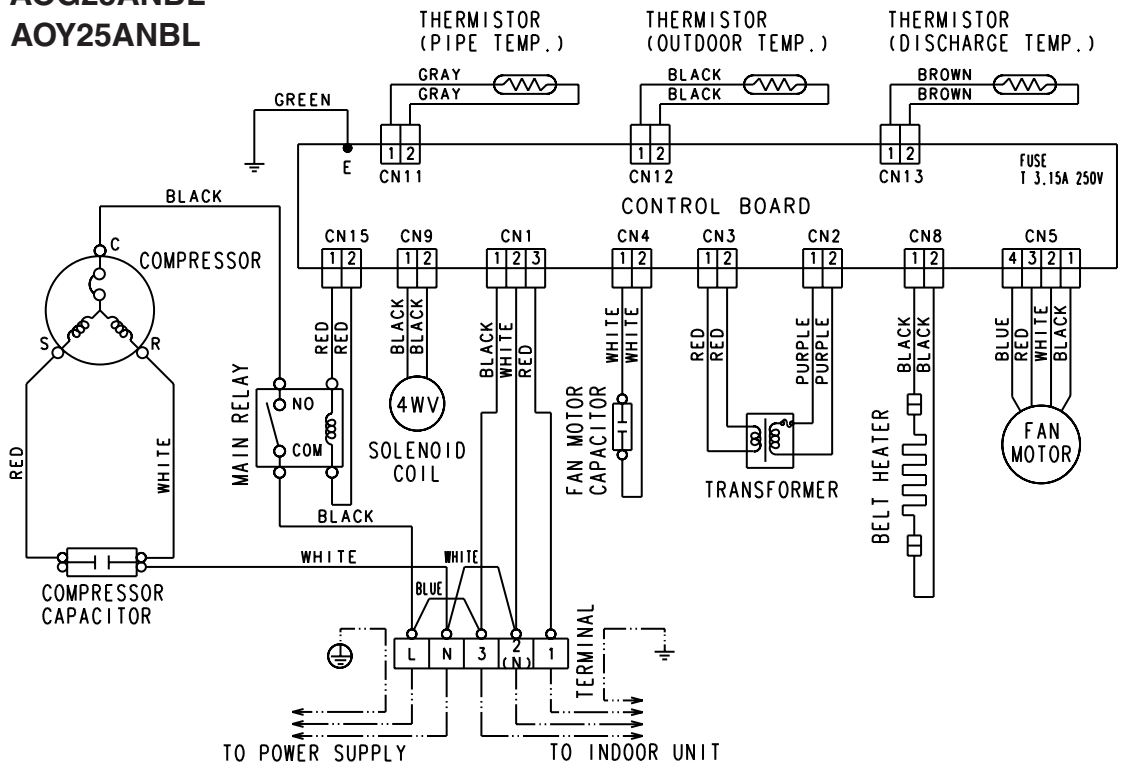 AOY25ANBL
THERMISTOR
(PIPE TEMP.)
THERMISTOR
(OUTDOOR TEMP.)
THERMISTOR
(DISCHARGE TEMP.)
GRAY
GRAY
BLACK
BLACK
BROWN
BROWN
GREEN
E
1 2
CN11
1 2
CN12
1 2
CN13
FUSE
T 3.15A 250V
CONTROL BOARD
BLACK
C
COMPRESSOR
S
R
CN15
1 2
CN9
1 2
CN1
1 2 3
CN4
1 2
CN3
1 2
CN2
1 2
CN8
1 2
CN5
4 3 2 1
RED
RED
BLACK
BLACK
BLACK
WHITE
RED
WHITE
WHITE
RED
RED
PURPLE
PURPLE
BLACK
BLACK
BLUE
RED
WHITE
BLACK
MAIN RELAY
NO
COM
4WV
SOLENOID
COIL
FAN MOTOR
CAPACITOR
TRANSFORMER
BELT HEATER
FAN
MOTOR
RED
WHITE
BLACK
WHITE
WHITE
BLUE
COMPRESSOR
CAPACITOR
L N 3 2 1
(N)
TERMINAL
TO POWER SUPPLY
TO INDOOR UNIT